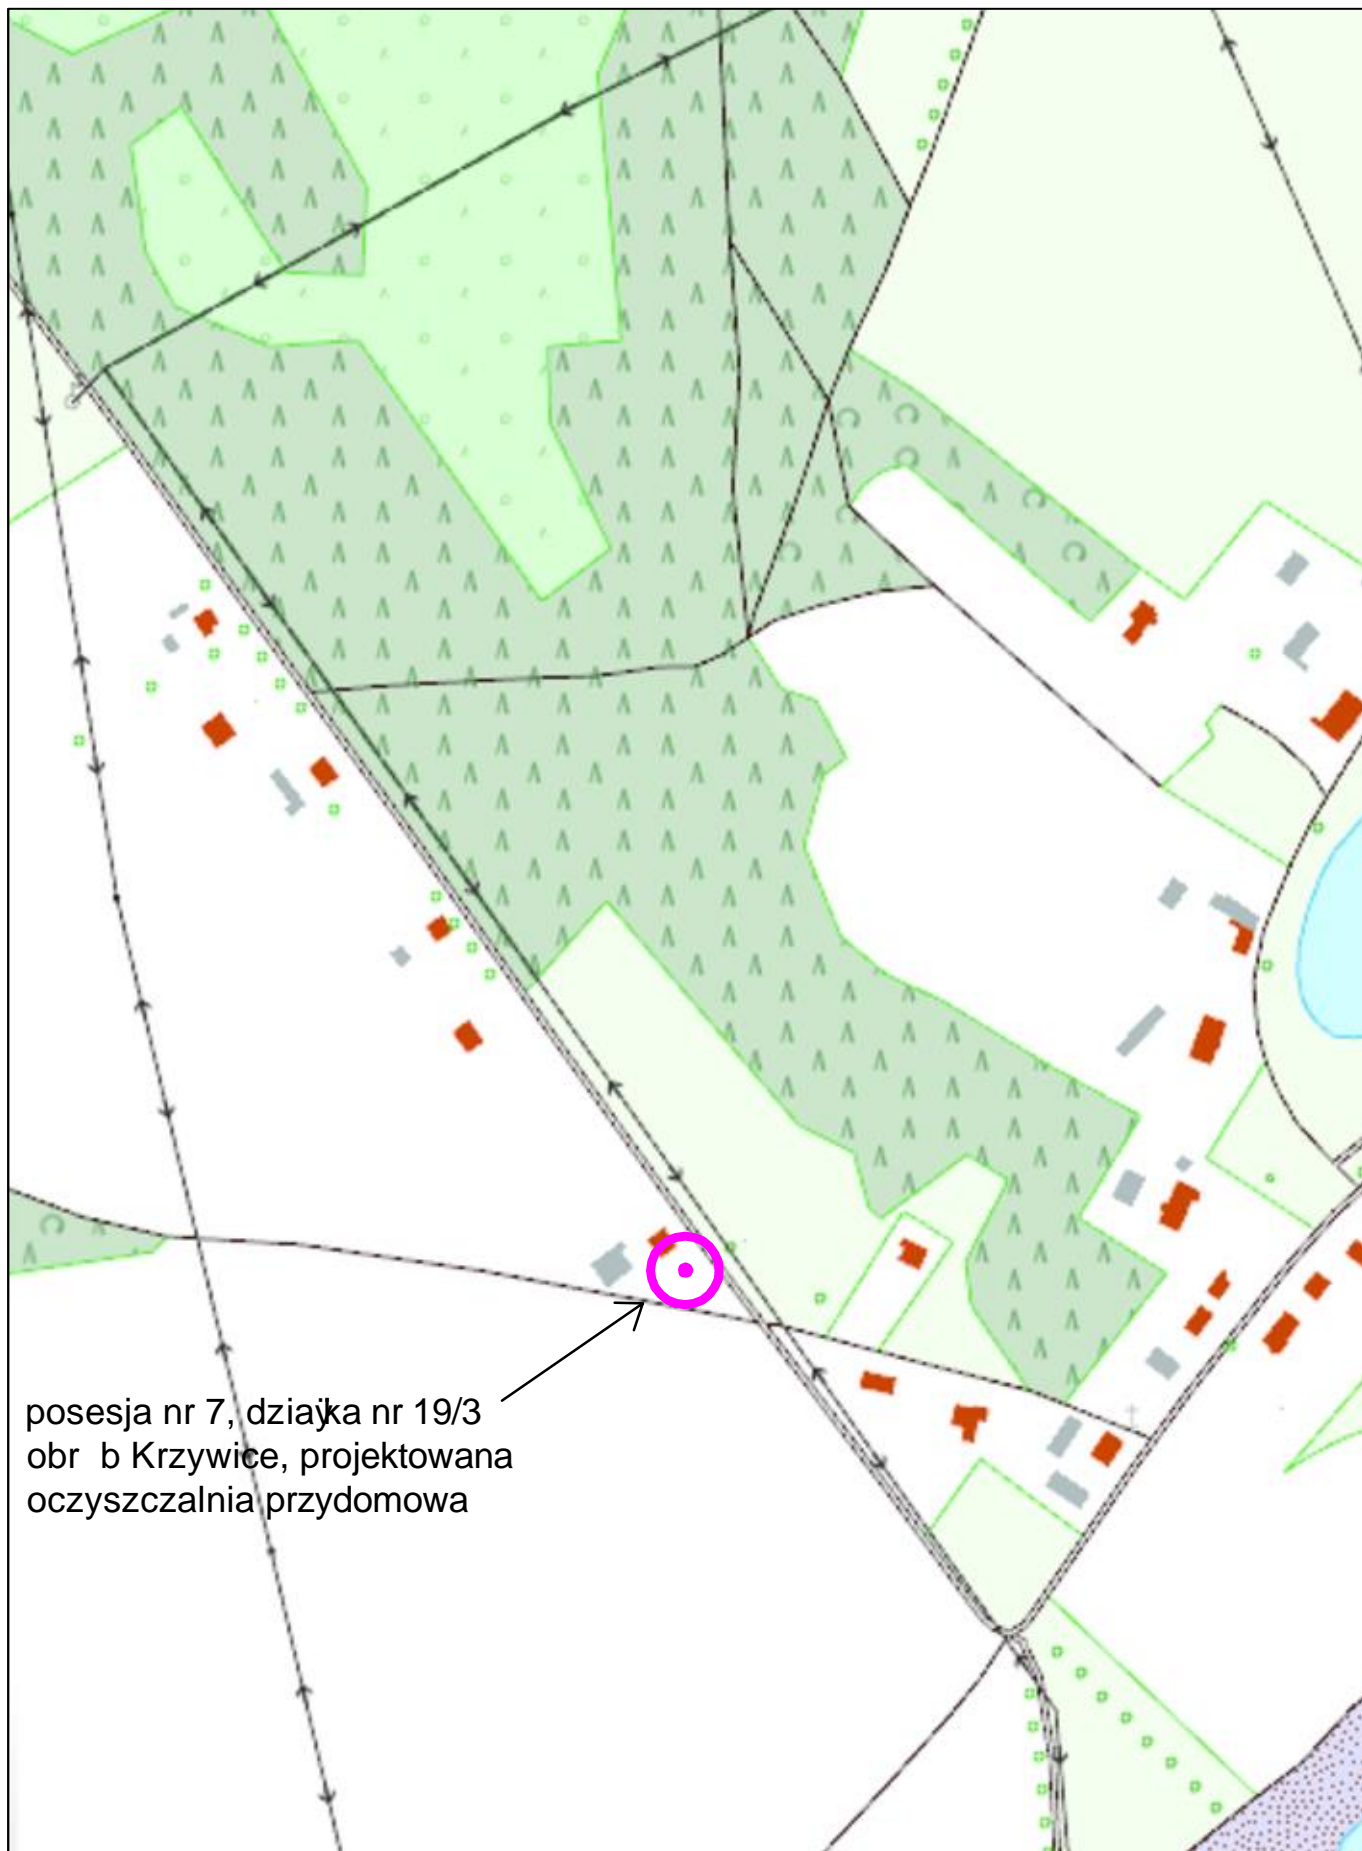 posesja nr 7, działka nr 19/3
obr b Krzywice, projektowana
oczyszczalnia przydomowa